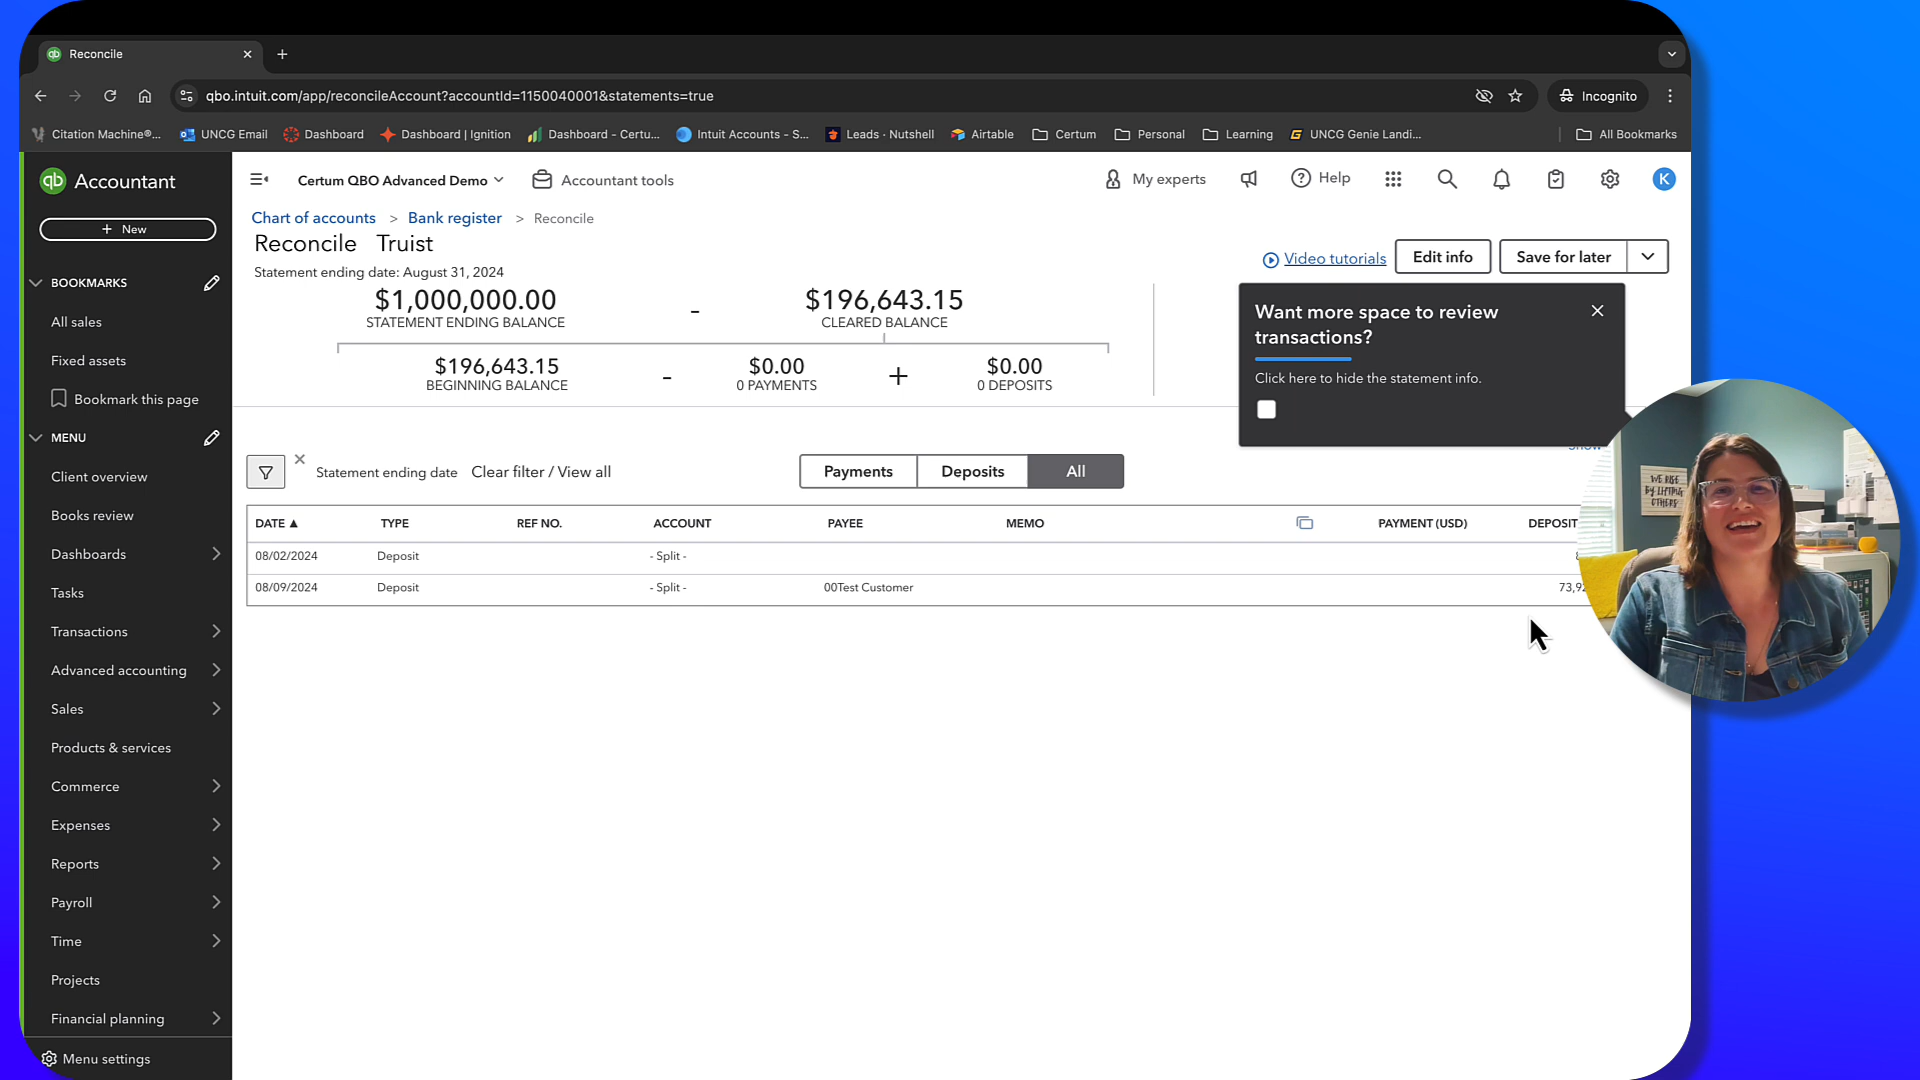 Reconcile
qbo.intuit.com/app/reconcileAccount?accountId=1150040001&statements=true
Incognito
Citation Machine®...
UNCG Email
Dashboard
Dashboard | Ignition
Dashboard - Certu...
Intuit Accounts - S...
Leads · Nutshell
Airtable
Certum
Personal
Learning
UNCG Genie Landi...
All Bookmarks
qb Accountant
+ New
BOOKMARKS
All sales
Fixed assets
Bookmark this page
MENU
Client overview
Books review
Dashboards
Tasks
Transactions
Advanced accounting
Sales
Products & services
Commerce
Expenses
Reports
Payroll
Time
Projects
Financial planning
Menu settings
Certum QBO Advanced Demo
Accountant tools
My experts
Help
K
Chart of accounts > Bank register > Reconcile
Reconcile Truist
Statement ending date: August 31, 2024
Video tutorials
Edit info
Save for later
$1,000,000.00
STATEMENT ENDING BALANCE
-
$196,643.15
CLEARED BALANCE
$196,643.15
BEGINNING BALANCE
-
$0.00
0 PAYMENTS
+
$0.00
0 DEPOSITS
Want more space to review
transactions?
Click here to hide the statement info.
Statement ending date
Clear filter / View all
Payments
Deposits
All
DATE ▲ TYPE REF NO. ACCOUNT PAYEE MEMO PAYMENT (USD) DEPOSIT
08/02/2024 Deposit - Split -
08/09/2024 Deposit - Split - 00Test Customer 73,9
WE RISE
BY LIFTING
OTHERS